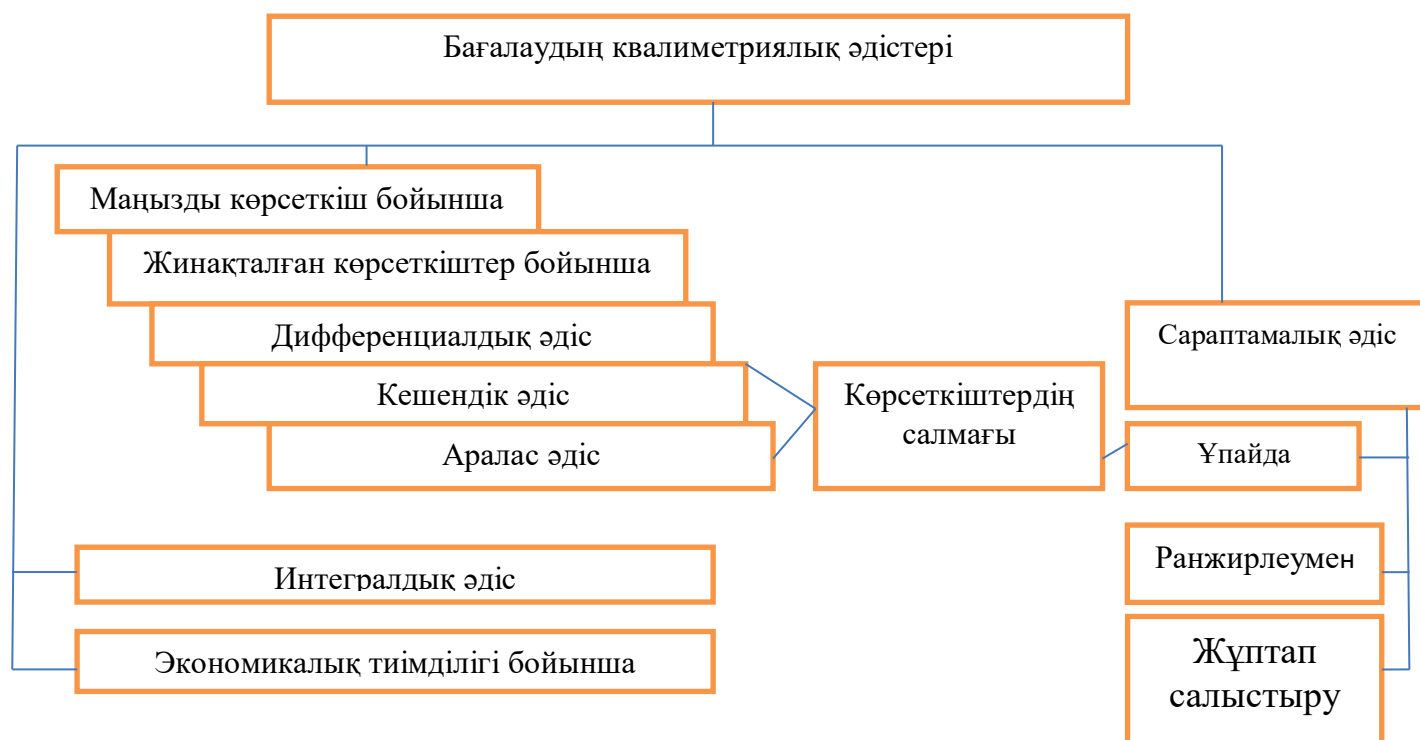 Бағалаудың квалиметриялық әдістері
Маңызды көрсеткіш бойынша
Жинақталған көрсеткіштер бойынша
Дифференциалдық әдіс
Кешендік әдіс
Аралас әдіс
Көрсеткіштердің
салмағы
Сараптамалық әдіс
Ұпайда
Ранжирлеумен
Жұптап
салыстыру
Интегралдық әдіс
Экономикалық тиімділігі бойынша